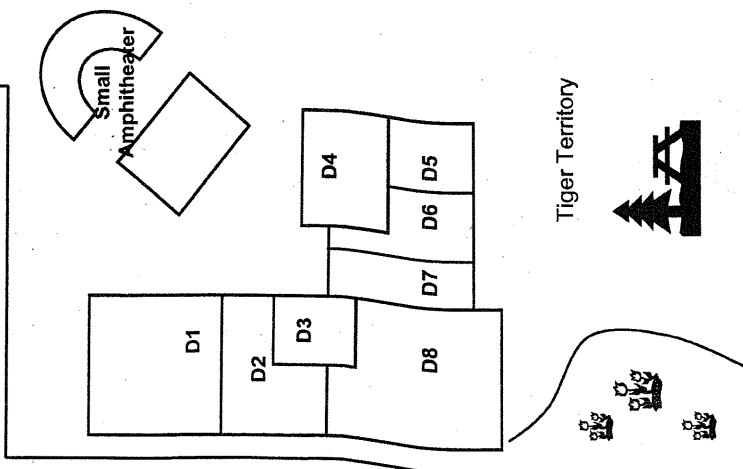 Small
Amphitheater
D4
D5
D6
D7
D1
D3
D2
D8
Tiger Territory